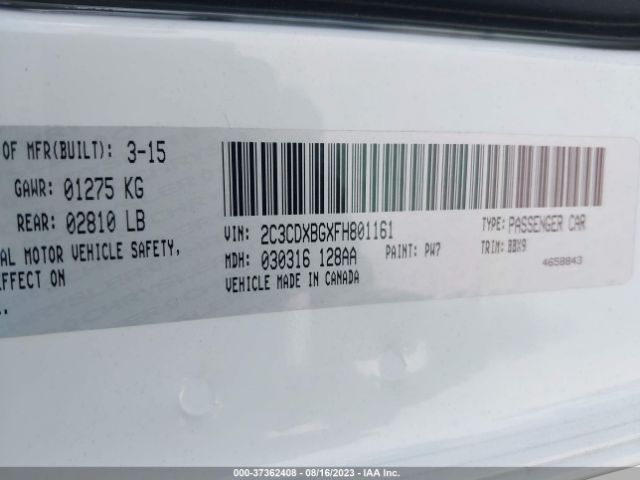 OF MFR(BUILT): 3-15
GAWR: 01275 KG
REAR: 02810 LB
AL MOTOR VEHICLE SAFETY,
EFFECT ON
VIN: 2C3CDXBGXFH801161
TYPE: PASSENGER CAR
MDH: 030316 128AA
PAINT: PW7
TRIM: BBX9
VEHICLE MADE IN CANADA
4658843
000-37362408 - 08/16/2023 - IAA Inc.